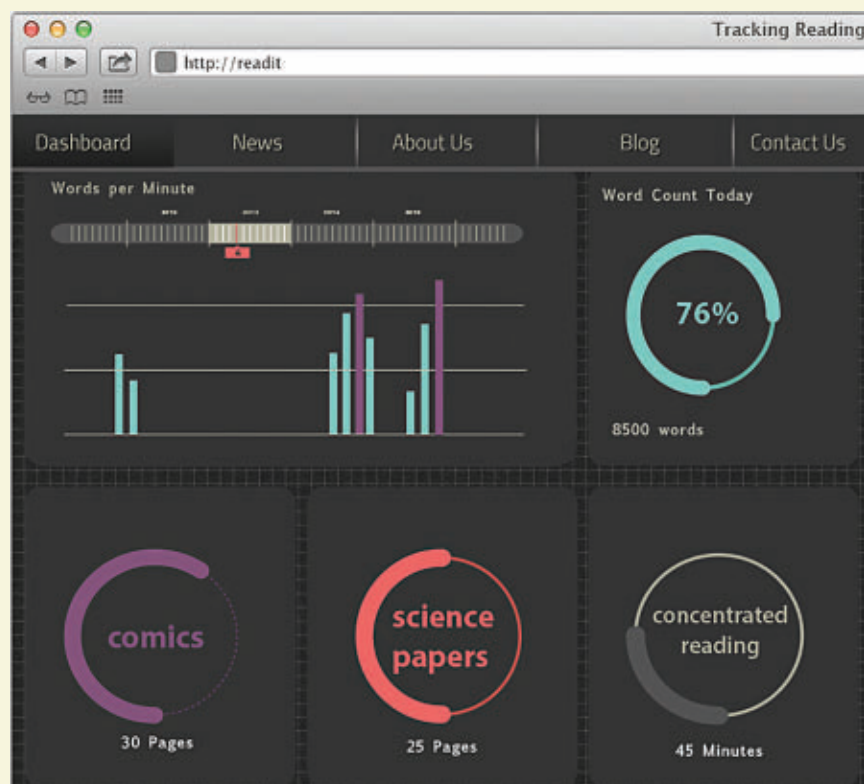 Tracking Reading
http://readit
Dashboard News About Us Blog Contact Us
Words per Minute
Word Count Today
76%
8500 words
comics
30 Pages
science
papers
25 Pages
concentrated
reading
45 Minutes